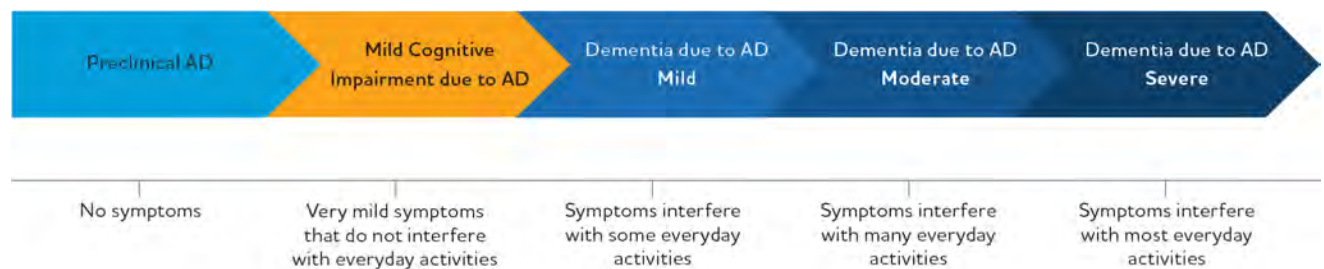 Preclinical AD
Mild Cognitive
Impairment due to AD
Dementia due to AD
Mild
Dementia due to AD
Moderate
Dementia due to AD
Severe
No symptoms
Very mild symptoms
that do not interfere
with everyday activities
Symptoms interfere
with some everyday
activities
Symptoms interfere
with many everyday
activities
Symptoms interfere
with most everyday
activities